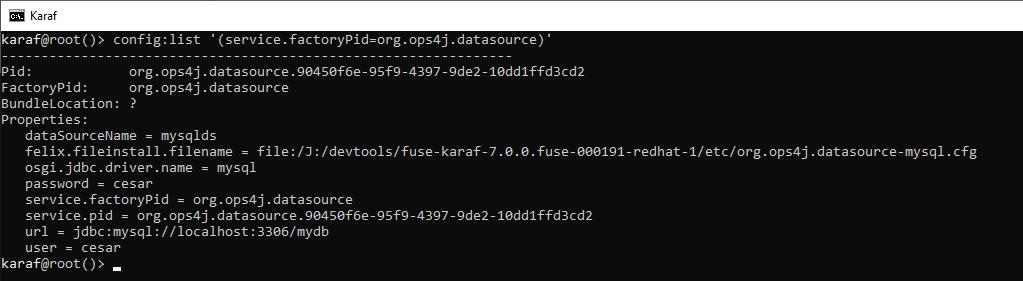 Karaf
karaf@root()> config:list '(service.factoryPid=org.ops4j.datasource)'
----------------------------------------------------------------
Pid:            org.ops4j.datasource.90450f6e-95f9-4397-9de2-10dd1ffd3cd2
FactoryPid:     org.ops4j.datasource
BundleLocation: ?
Properties:
   dataSourceName = mysqlds
   felix.fileinstall.filename = file:/J:/devtools/fuse-karaf-7.0.0.fuse-000191-redhat-1/etc/org.ops4j.datasource-mysql.cfg
   osgi.jdbc.driver.name = mysql
   password = cesar
   service.factoryPid = org.ops4j.datasource
   service.pid = org.ops4j.datasource.90450f6e-95f9-4397-9de2-10dd1ffd3cd2
   url = jdbc:mysql://localhost:3306/mydb
   user = cesar
karaf@root()>